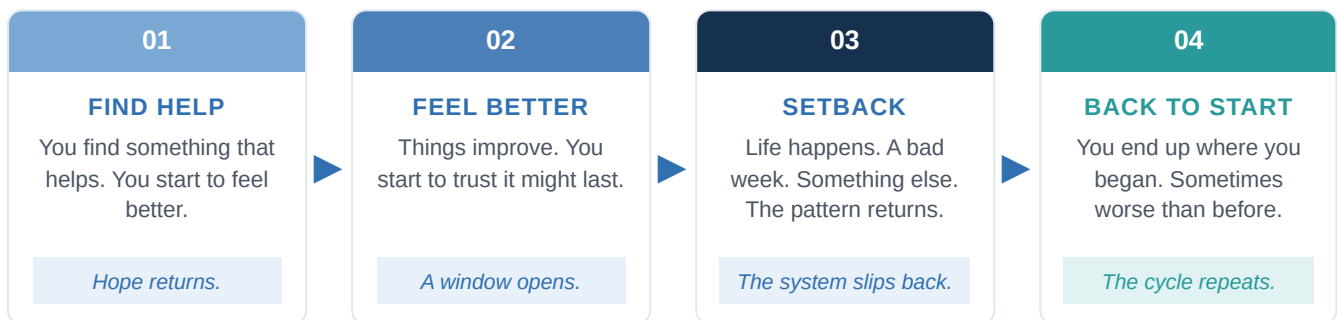 01
FIND HELP
You find something that
helps. You start to feel
better.
Hope returns.
02
FEEL BETTER
Things improve. You
start to trust it might last.
A window opens.
03
SETBACK
Life happens. A bad
week. Something else.
The pattern returns.
The system slips back.
04
BACK TO START
You end up where you
began. Sometimes
worse than before.
The cycle repeats.